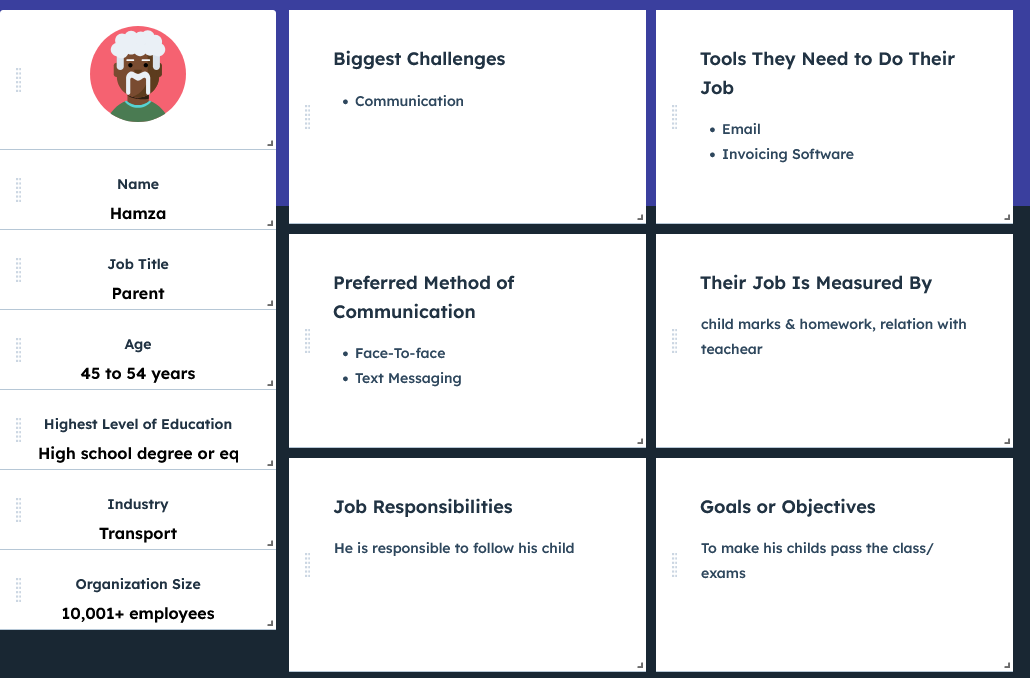 Name
Hamza
Job Title
Parent
Age
45 to 54 years
Highest Level of Education
High school degree or eq
Industry
Transport
Organization Size
10,001+ employees
Biggest Challenges
• Communication
Tools They Need to Do Their
Job
• Email
• Invoicing Software
Preferred Method of
Communication
• Face-To-face
• Text Messaging
Their Job Is Measured By
child marks & homework, relation with
teachear
Job Responsibilities
He is responsible to follow his child
Goals or Objectives
To make his childs pass the class/
exams